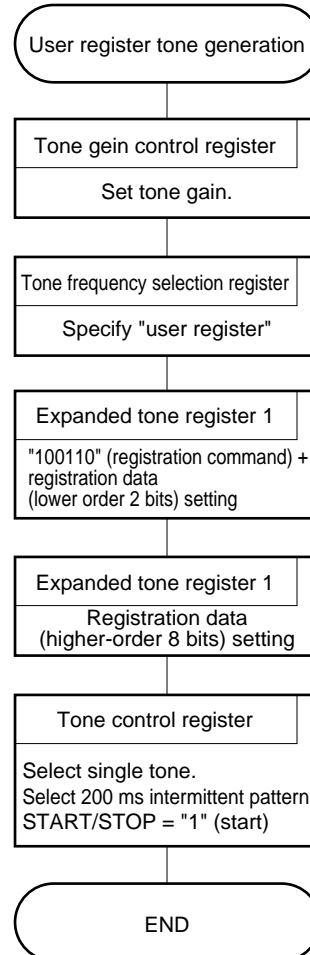 User register tone generation
Tone gein control register
Set tone gain.
Tone frequency selection register
Specify "user register"
Expanded tone register 1
"100110" (registration command) +
registration data
(lower order 2 bits) setting
Expanded tone register 1
Registration data
(higher-order 8 bits) setting
Tone control register
Select single tone.
Select 200 ms intermittent pattern
START/STOP = "1" (start)
END